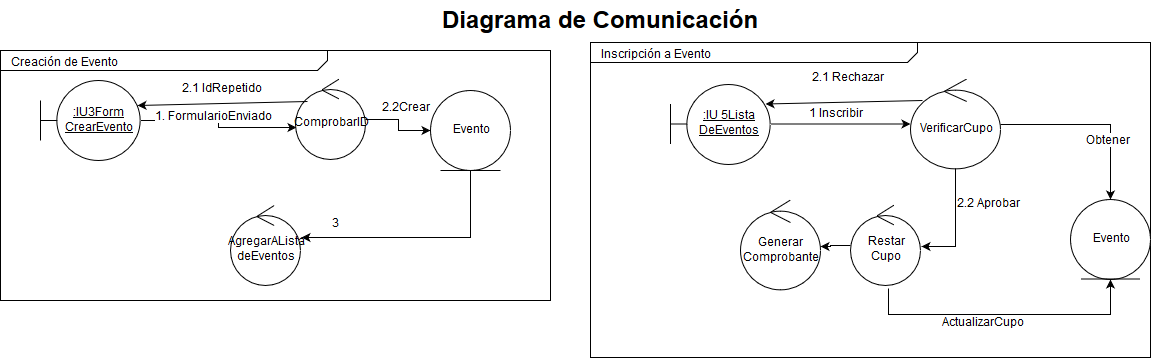 Diagrama de Comunicación
Creación de Evento
:IU3Form
CrearEvento
2.1 IdRepetido
1. FormularioEnviado
ComprobarID
2.2Crear
Evento
3
AgregarALista
deEventos
Inscripción a Evento
:IU 5Lista
DeEventos
2.1 Rechazar
1 Inscribir
VerificarCupo
Obtener
2.2 Aprobar
Generar
Comprobante
Restar
Cupo
Evento
ActualizarCupo